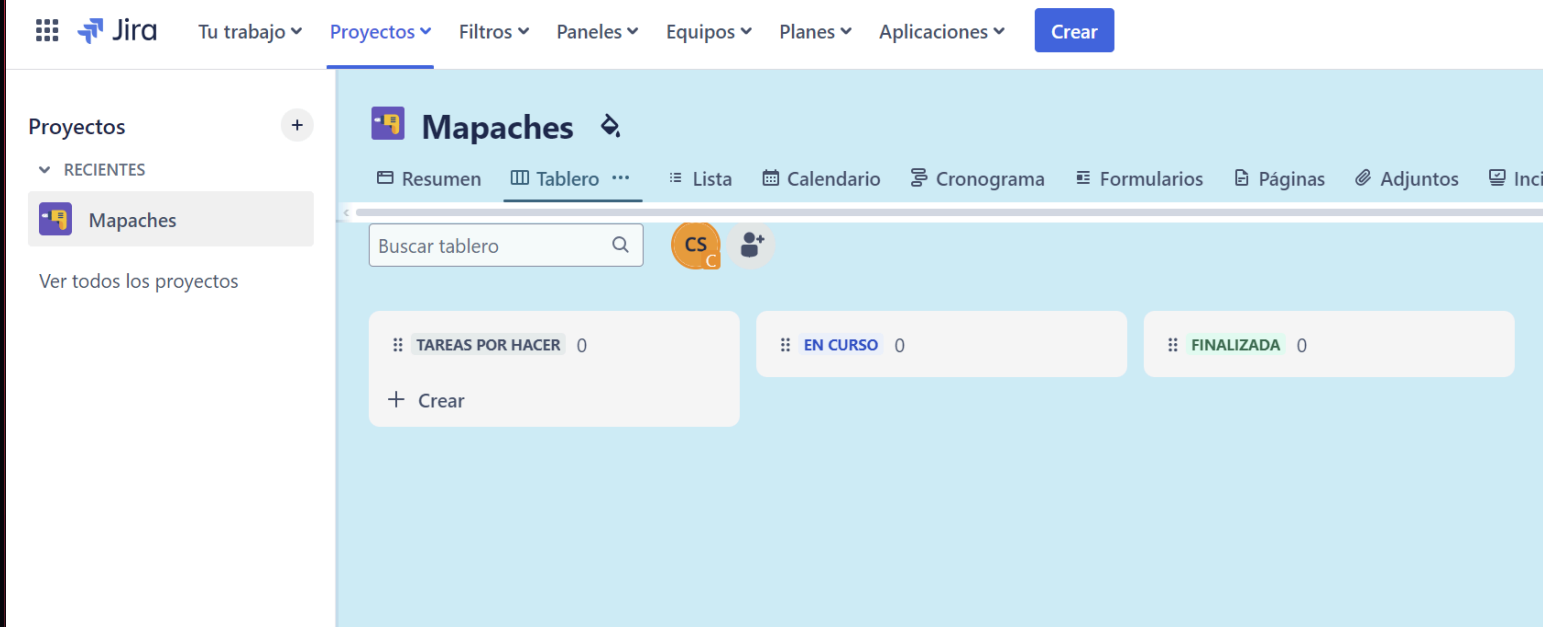 Jira Tu trabajo Proyectos Filtros Paneles Equipos Planes Aplicaciones Crear
Proyectos +
RECIENTES
Mapaches
Ver todos los proyectos
Mapaches
Resumen Tablero ... Lista Calendario Cronograma Formularios Páginas Adjuntos Inci
Buscar tablero CS C
TAREAS POR HACER 0
+ Crear
EN CURSO 0
FINALIZADA 0